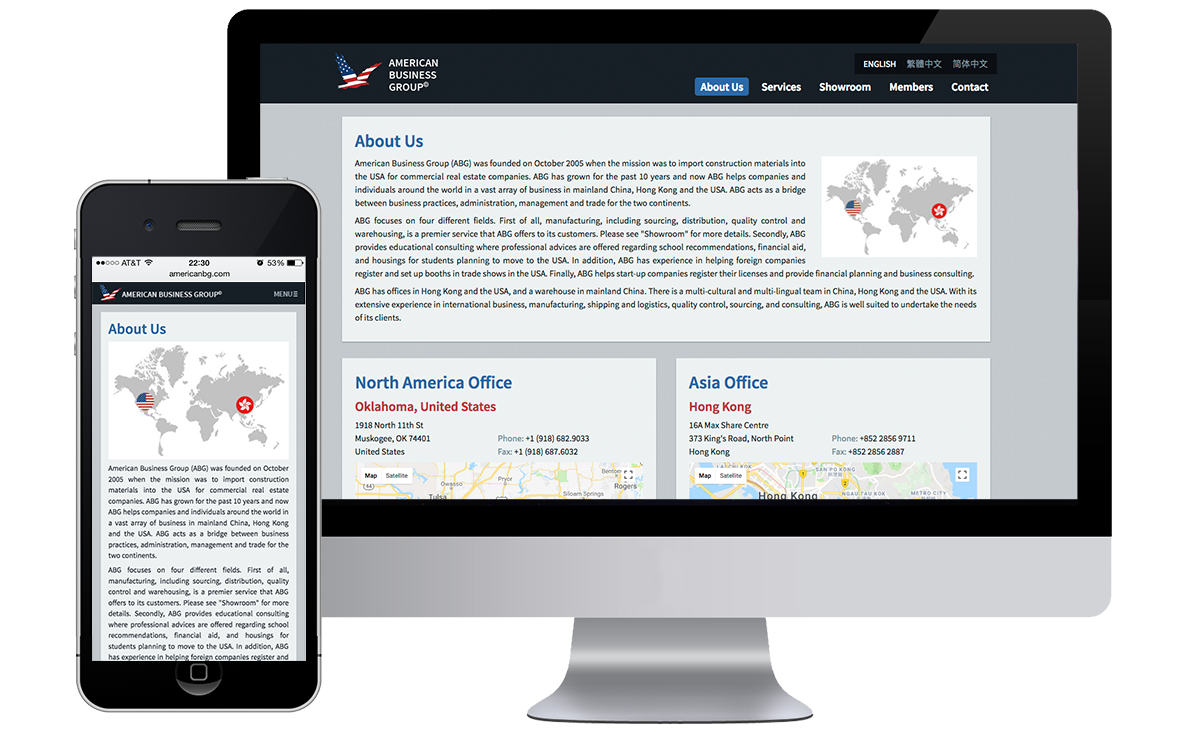 AMERICAN
BUSINESS
GROUP©
ENGLISH 繁體中文 简体中文
About Us Services Showroom Members Contact
About Us
American Business Group (ABG) was founded on October 2005 when the mission was to import construction materials into
the USA for commercial real estate companies. ABG has grown for the past 10 years and now ABG helps companies and
individuals around the world in a vast array of business in mainland China, Hong Kong and the USA. ABG acts as a bridge
between business practices, administration, management and trade for the two continents.
ABG focuses on four different fields. First of all, manufacturing, including sourcing, distribution, quality control and
warehousing, is a premier service that ABG offers to its customers. Please see "Showroom" for more details. Secondly, ABG
provides educational consulting where professional advices are offered regarding school recommendations, financial aid,
and housings for students planning to move to the USA. In addition, ABG has experience in helping foreign companies
register and set up booths in trade shows in the USA. Finally, ABG helps start-up companies register their licenses and provide financial planning and business consulting.
ABG has offices in Hong Kong and the USA, and a warehouse in mainland China. There is a multi-cultural and multi-lingual team in China, Hong Kong and the USA. With its
extensive experience in international business, manufacturing, shipping and logistics, quality control, sourcing, and consulting, ABG is well suited to undertake the needs
of its clients.
North America Office
Oklahoma, United States
1918 North 11th St
Muskogee, OK 74401 Phone: +1 (918) 682.9033
United States Fax: +1 (918) 687.6032
Map Satellite
Owasso Pryor Bentonv
Tulsa Siloam Springs Rogers
Asia Office
Hong Kong
16A Max Share Centre
373 King's Road, North Point Phone: +852 2856 9711
Hong Kong Fax: +852 2856 2887
Map Satellite
LAI CHI KOK SAN PO KONG
NGAU TAU KOK METRO CITY
Hong Kong
AT&T 22:30 53%
americanbg.com
AMERICAN BUSINESS GROUP© MENU
About Us
American Business Group (ABG) was founded on October
2005 when the mission was to import construction
materials into the USA for commercial real estate
companies. ABG has grown for the past 10 years and now
ABG helps companies and individuals around the world in
a vast array of business in mainland China, Hong Kong
and the USA. ABG acts as a bridge between business
practices, administration, management and trade for the
two continents.
ABG focuses on four different fields. First of all,
manufacturing, including sourcing, distribution, quality
control and warehousing, is a premier service that ABG
offers to its customers. Please see "Showroom" for more
details. Secondly, ABG provides educational consulting
where professional advices are offered regarding school
recommendations, financial aid, and housings for
students planning to move to the USA. In addition, ABG
has experience in helping foreign companies register and